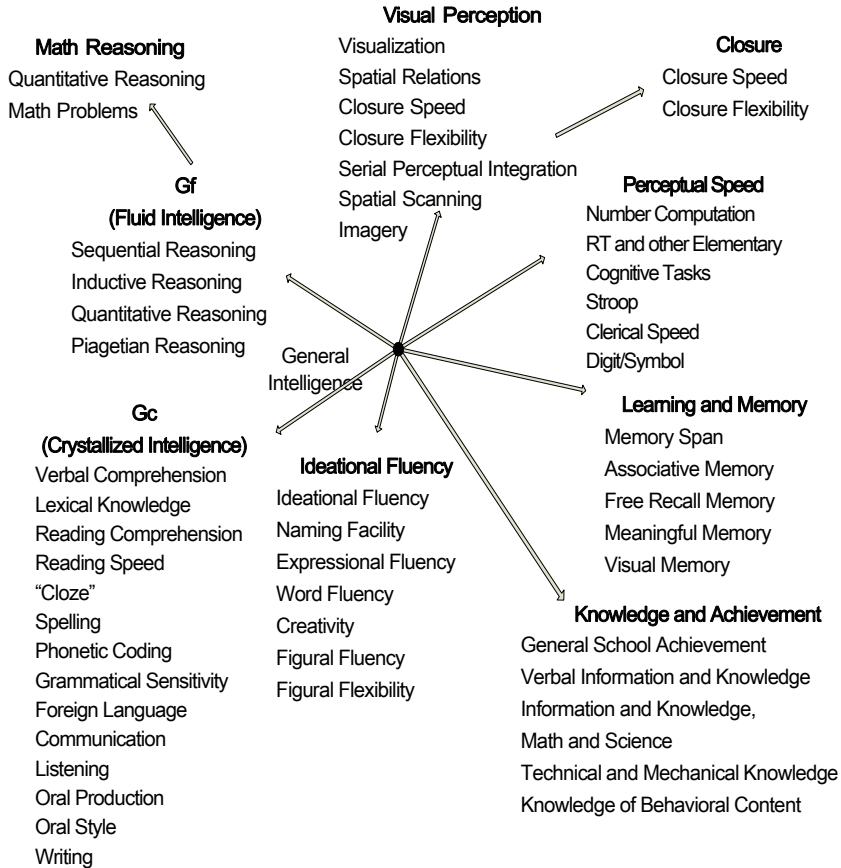 Visual Perception
Visualization
Spatial Relations
Closure Speed
Closure Flexibility
Serial Perceptual Integration
Spatial Scanning
Imagery
Math Reasoning
Quantitative Reasoning
Math Problems
Closure
Closure Speed
Closure Flexibility
Gf
(Fluid Intelligence)
Sequential Reasoning
Inductive Reasoning
Quantitative Reasoning
Piagetian Reasoning
Perceptual Speed
Number Computation
RT and other Elementary
Cognitive Tasks
Stroop
Clerical Speed
Digit/Symbol
General
Intelligence
Gc
(Crystallized Intelligence)
Verbal Comprehension
Lexical Knowledge
Reading Comprehension
Reading Speed
“Cloze”
Spelling
Phonetic Coding
Grammatical Sensitivity
Foreign Language
Communication
Listening
Oral Production
Oral Style
Writing
Ideational Fluency
Ideational Fluency
Naming Facility
Expressional Fluency
Word Fluency
Creativity
Figural Fluency
Figural Flexibility
Learning and Memory
Memory Span
Associative Memory
Free Recall Memory
Meaningful Memory
Visual Memory
Knowledge and Achievement
General School Achievement
Verbal Information and Knowledge
Information and Knowledge,
Math and Science
Technical and Mechanical Knowledge
Knowledge of Behavioral Content